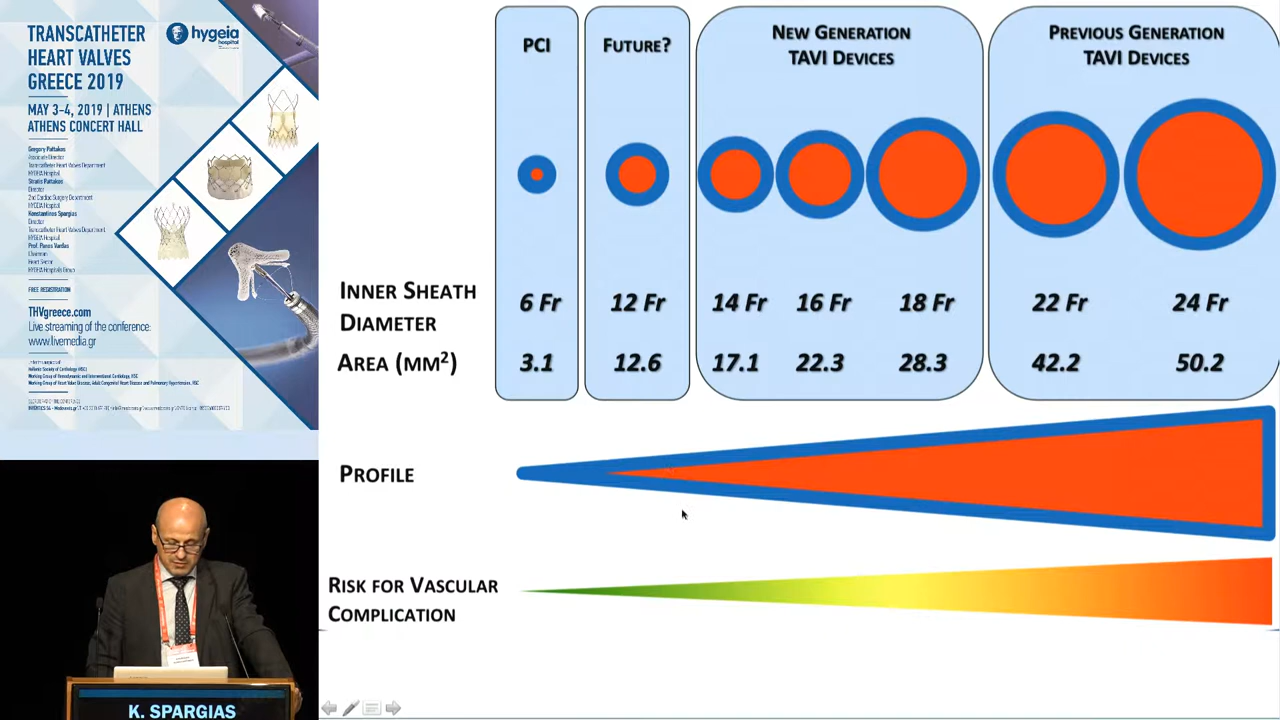 TRANSCATHETER
HEART VALVES
GREECE 2019
hygeia
hospital
MAY 3-4, 2019 | ATHENS
ATHENS CONCERT HALL
Gregory Pattakos
Associate Director
Transcatheter Heart Valves Department
HYGEIA Hospital
Stratis Pattakos
Director
2nd Cardiac Surgery Department
HYGEIA Hospital
Konstantinos Spargias
Director
Transcatheter Heart Valves Department
HYGEIA Hospital
Prof. Panos Vardas
Chairman
Heart Sector
HYGEIA Hospitals Group
FREE REGISTRATION
THVgreece.com
Live streaming of the conference:
www.livemedia.gr
PCI
FUTURE?
NEW GENERATION
TAVI DEVICES
PREVIOUS GENERATION
TAVI DEVICES
INNER SHEATH
DIAMETER
6 Fr 12 Fr 14 Fr 16 Fr 18 Fr 22 Fr 24 Fr
AREA (MM²) 3.1 12.6 17.1 22.3 28.3 42.2 50.2
PROFILE
RISK FOR VASCULAR
COMPLICATION
K. SPARGIAS